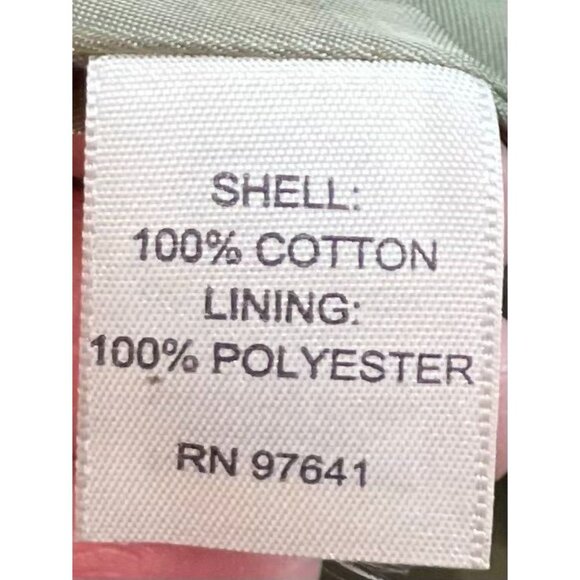 SHELL:
100% COTTON
LINING:
100% POLYESTER
RN 97641